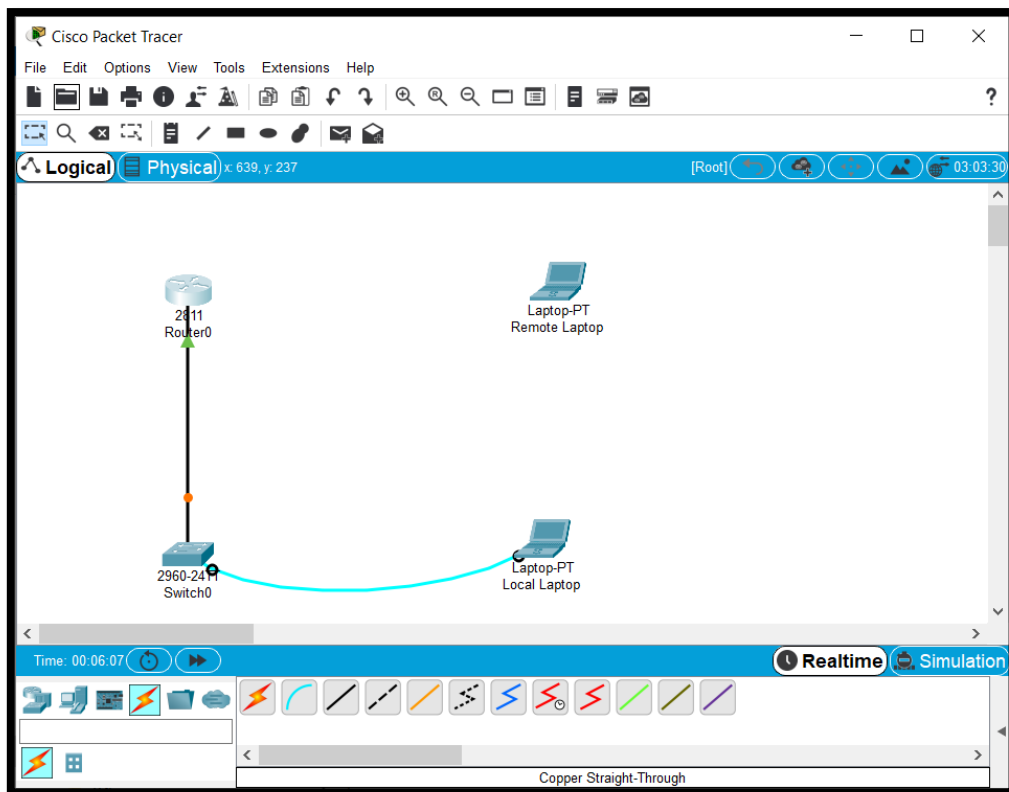 Cisco Packet Tracer
File Edit Options View Tools Extensions Help
?
Logical Physical x: 639, y: 237 [Root] 03:03:30
2811
Router0
Laptop-PT
Remote Laptop
2960-24TT
Switch0
Laptop-PT
Local Laptop
Time: 00:06:07 Realtime Simulation
Copper Straight-Through